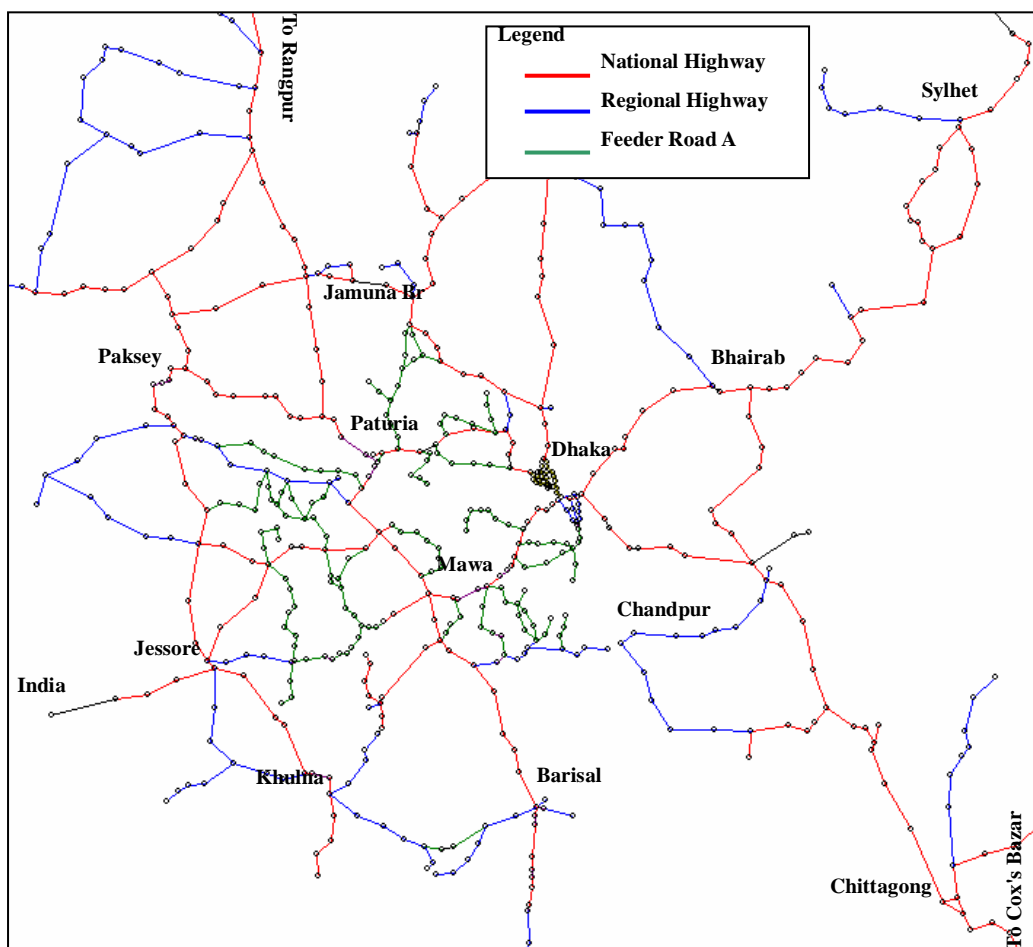 To Rangpur
Legend
National Highway
Regional Highway
Feeder Road A
Sylhet
Jamuna Br
Paksey
Bhairab
Paturia
Dhaka
Mawa
Chandpur
Jessore
India
Khulna
Barisal
Chittagong
To Cox's Bazar